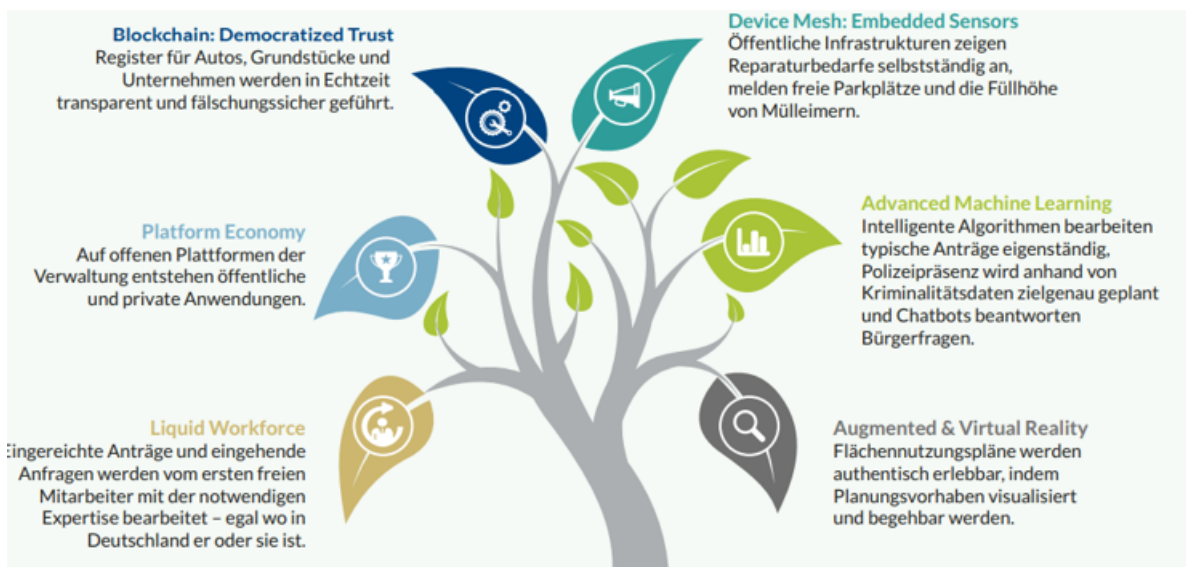 Blockchain: Democratized Trust
Register für Autos, Grundstücke und
Unternehmen werden in Echtzeit
transparent und fälschungssicher geführt.
Device Mesh: Embedded Sensors
Öffentliche Infrastrukturen zeigen
Reparaturbedarfe selbstständig an,
melden freie Parkplätze und die Füllhöhe
von Mülleimern.
Platform Economy
Auf offenen Plattformen der
Verwaltung entstehen öffentliche
und private Anwendungen.
Advanced Machine Learning
Intelligente Algorithmen bearbeiten
typische Anträge eigenständig,
Polizeipräsenz wird anhand von
Kriminalitätsdaten zielgenau geplant
und Chatbots beantworten
Bürgerfragen.
Liquid Workforce
Eingereichte Anträge und eingehende
Anfragen werden vom ersten freien
Mitarbeiter mit der notwendigen
Expertise bearbeitet – egal wo in
Deutschland er oder sie ist.
Augmented & Virtual Reality
Flächennutzungspläne werden
authentisch erlebbar, indem
Planungsvorhaben visualisiert
und begehbar werden.